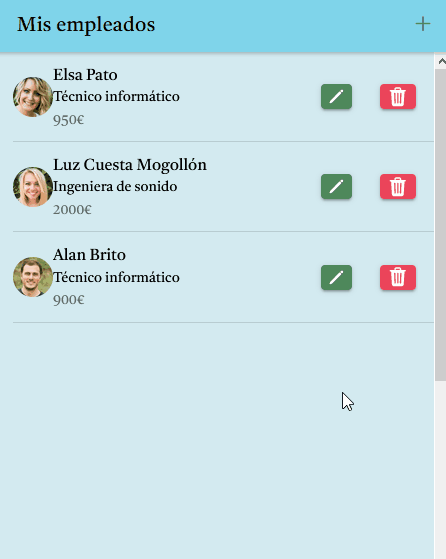 Mis empleados
Elsa Pato
Técnico informático
950€
Luz Cuesta Mogollón
Ingeniera de sonido
2000€
Alan Brito
Técnico informático
900€